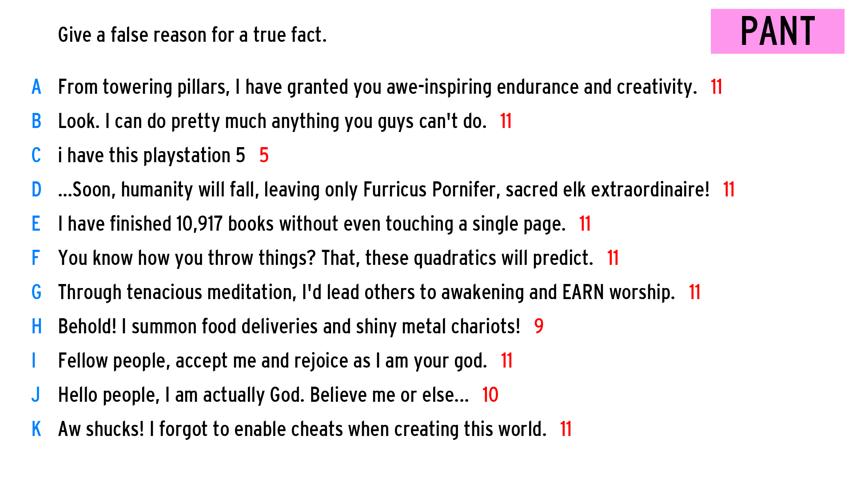 Give a false reason for a true fact.
PANT
A From towering pillars, I have granted you awe-inspiring endurance and creativity. 11
B Look. I can do pretty much anything you guys can't do. 11
C i have this playstation 5 5
D ...Soon, humanity will fall, leaving only Furricus Pornifer, sacred elk extraordinaire! 11
E I have finished 10,917 books without even touching a single page. 11
F You know how you throw things? That, these quadratics will predict. 11
G Through tenacious meditation, I'd lead others to awakening and EARN worship. 11
H Behold! I summon food deliveries and shiny metal chariots! 9
I Fellow people, accept me and rejoice as I am your god. 11
J Hello people, I am actually God. Believe me or else... 10
K Aw shucks! I forgot to enable cheats when creating this world. 11